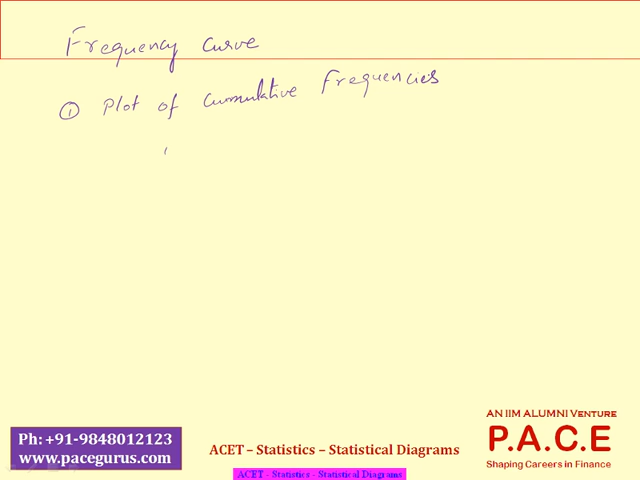 Frequency curve
① Plot of cummulative frequencies
AN IIM ALUMNI VENTURE
P.A.C.E
Shaping Careers in Finance
Ph: +91-9848012123
www.pacegurus.com
ACET – Statistics – Statistical Diagrams
ACET - Statistics - Statistical Diagrams